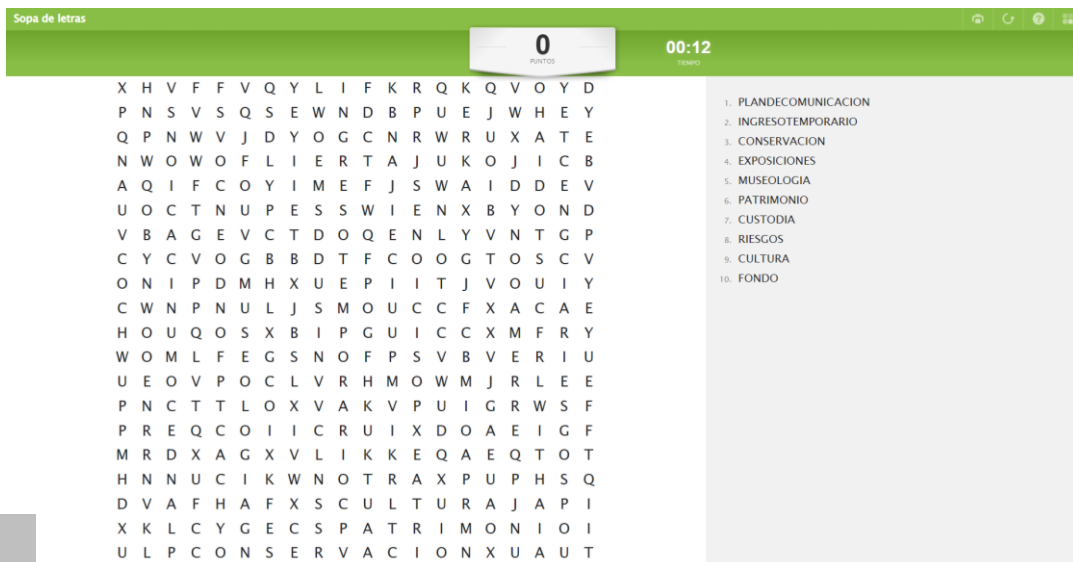 Sopa de letras
0
PUNTOS
00:12
TIEMPO
X H V F F V Q Y L I F K R Q K Q V O Y D
P N S V S Q S E W N D B P U E J W H E Y
Q P N W V J D Y O G C N R W R U X A T E
N W O W O F L I E R T A J U K O J I C B
A Q I F C O Y I M E F J S W A I D D E V
U O C T N U P E S S W I E N X B Y O N D
V B A G E V C T D O Q E N L Y V N T G P
C Y C V O G B B D T F C O O G T O S C V
O N I P D M H X U E P I I T J V O U I Y
C W N P N U L J S M O U C C F X A C A E
H O U Q O S X B I P G U I C C X M F R Y
W O M L F E G S N O F P S V B V E R I U
U E O V P O C L V R H M O W M J R L E E
P N C T T L O X V A K V P U I G R W S F
P R E Q C O I I C R U I X D O A E I G F
M R D X A G X V L I K K E Q A E Q T O T
H N N U C I K W N O T R A X P U P H S Q
D V A F H A F X S C U L T U R A J A P I
X K L C Y G E C S P A T R I M O N I O I
U L P C O N S E R V A C I O N X U A U T
1. PLANDECOMUNICACION
2. INGRESOTEMPORARIO
3. CONSERVACION
4. EXPOSICIONES
5. MUSEOLOGIA
6. PATRIMONIO
7. CUSTODIA
8. RIESGOS
9. CULTURA
10. FONDO